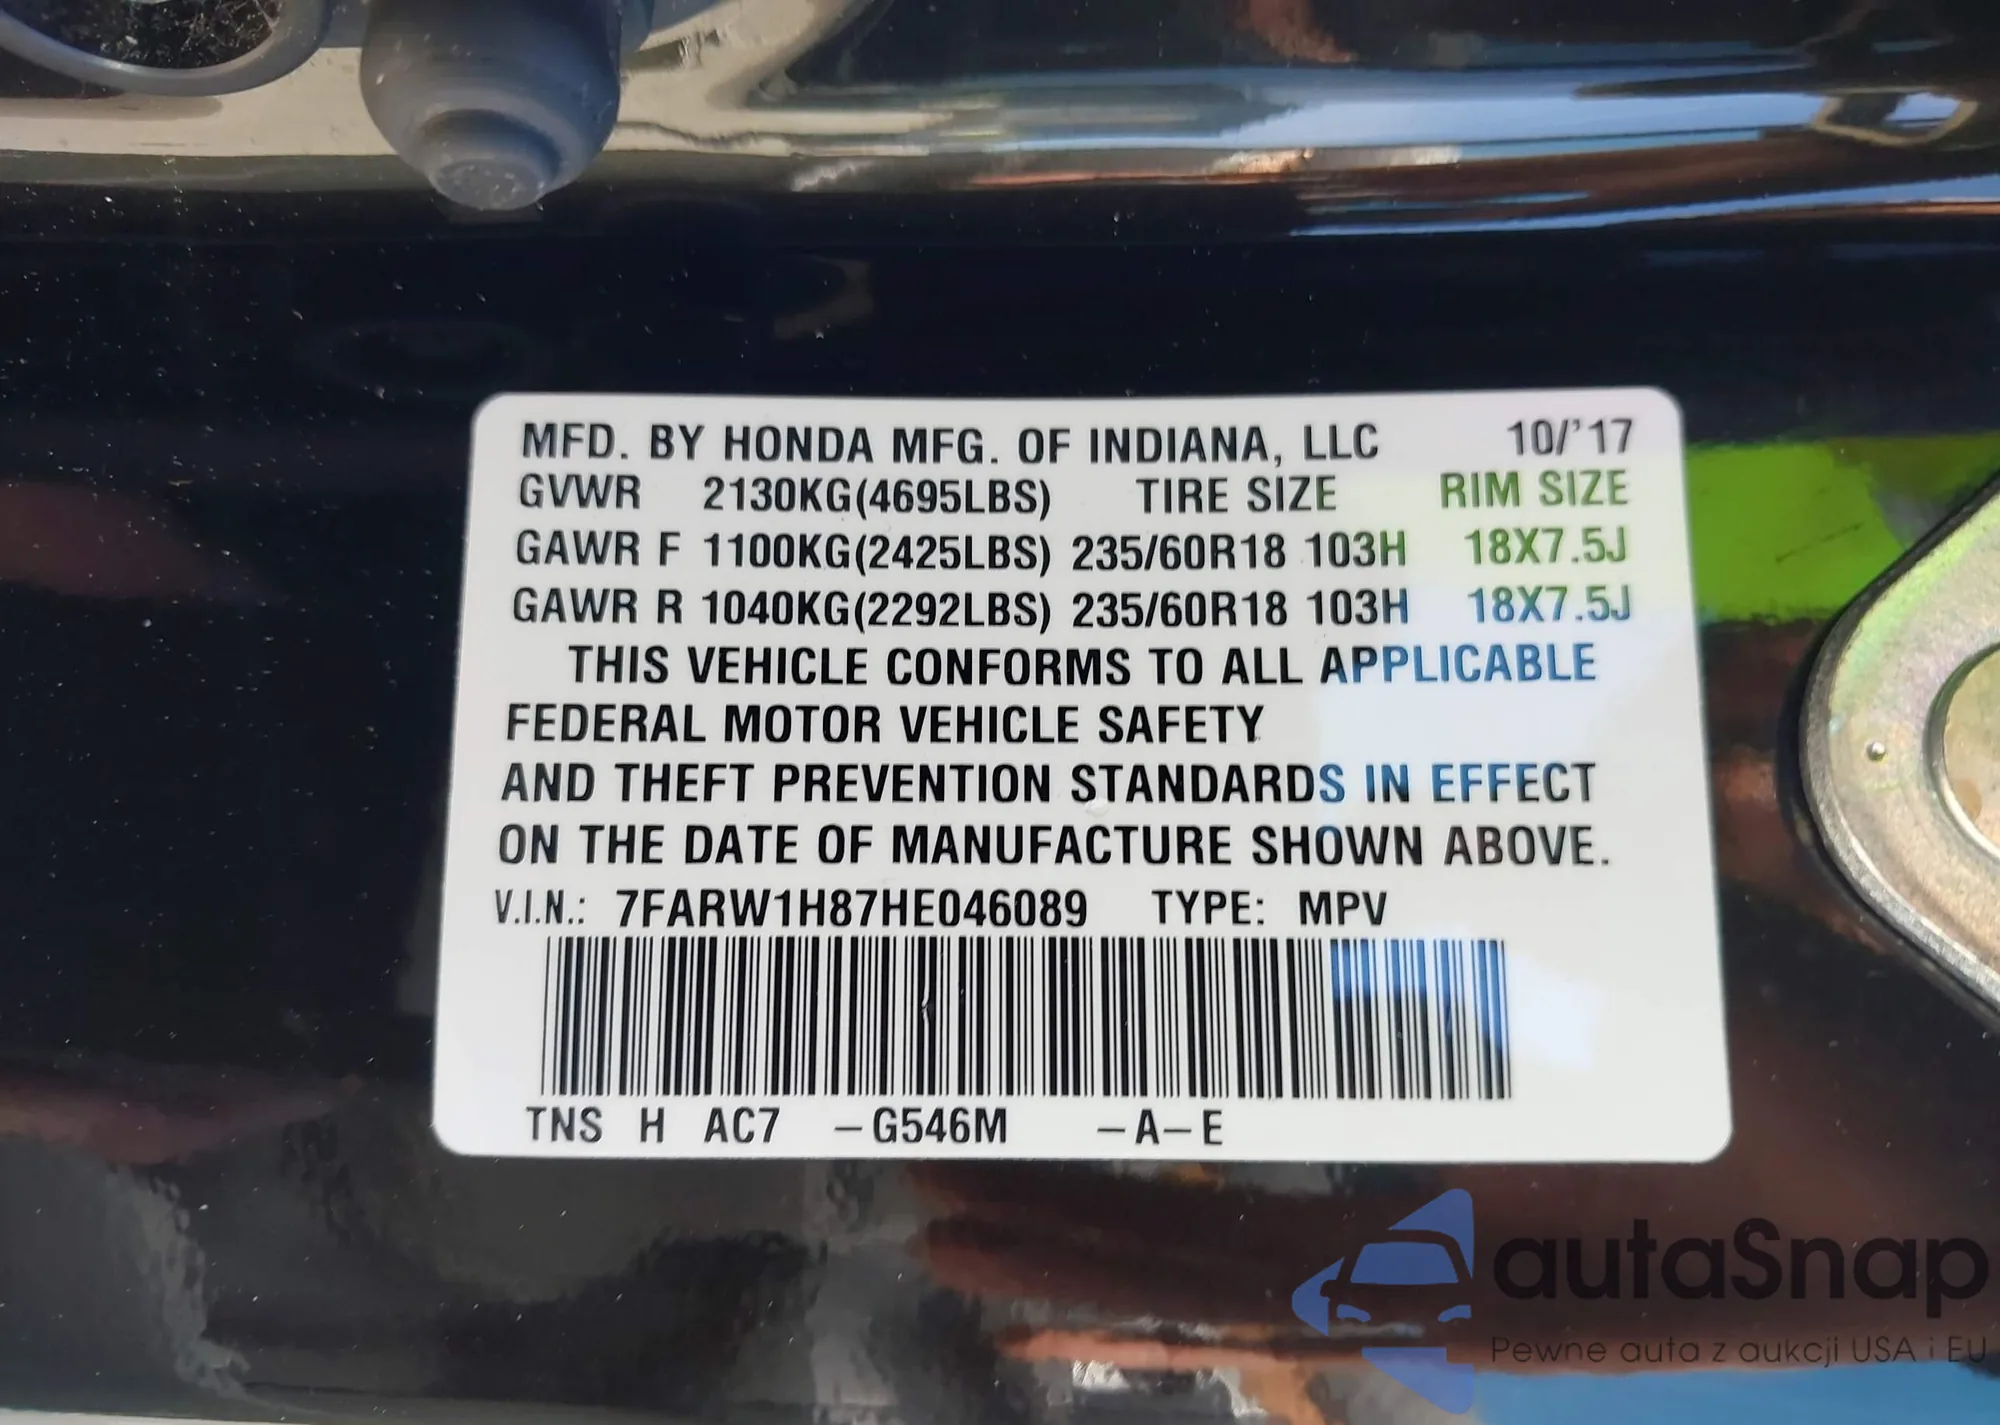 MFD. BY HONDA MFG. OF INDIANA, LLC 10/'17
GVWR 2130KG(4695LBS) TIRE SIZE RIM SIZE
GAWR F 1100KG(2425LBS) 235/60R18 103H 18X7.5J
GAWR R 1040KG(2292LBS) 235/60R18 103H 18X7.5J
THIS VEHICLE CONFORMS TO ALL APPLICABLE
FEDERAL MOTOR VEHICLE SAFETY
AND THEFT PREVENTION STANDARDS IN EFFECT
ON THE DATE OF MANUFACTURE SHOWN ABOVE.
V.I.N.: 7FARW1H87HE046089 TYPE: MPV
TNS H AC7 –G546M –A–E
autaSnap
Pewne auta z aukcji USA i EU